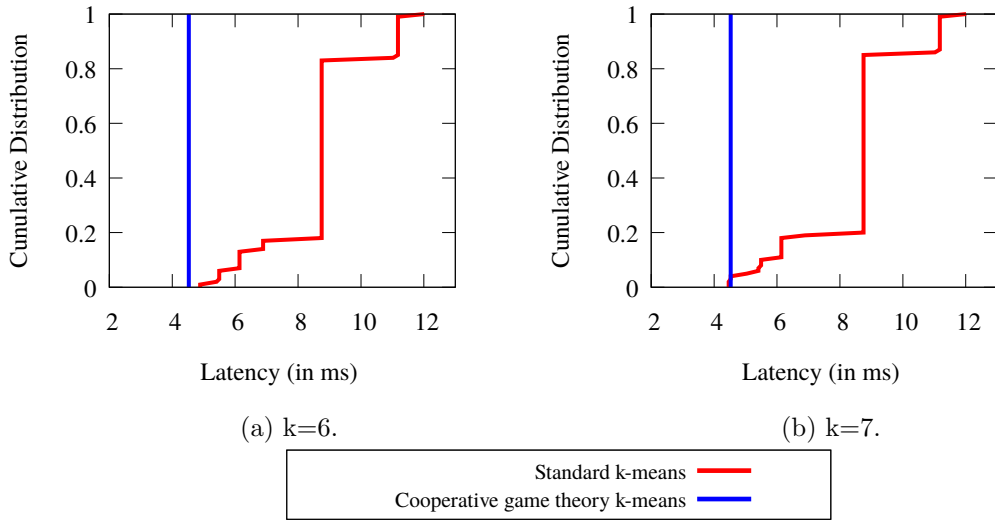 1
0.8
0.6
0.4
0.2
0
2 4 6 8 10 12
Cunulative Distribution
Latency (in ms)
(a) k=6.
1
0.8
0.6
0.4
0.2
0
2 4 6 8 10 12
Cunulative Distribution
Latency (in ms)
(b) k=7.
Standard k-means
Cooperative game theory k-means